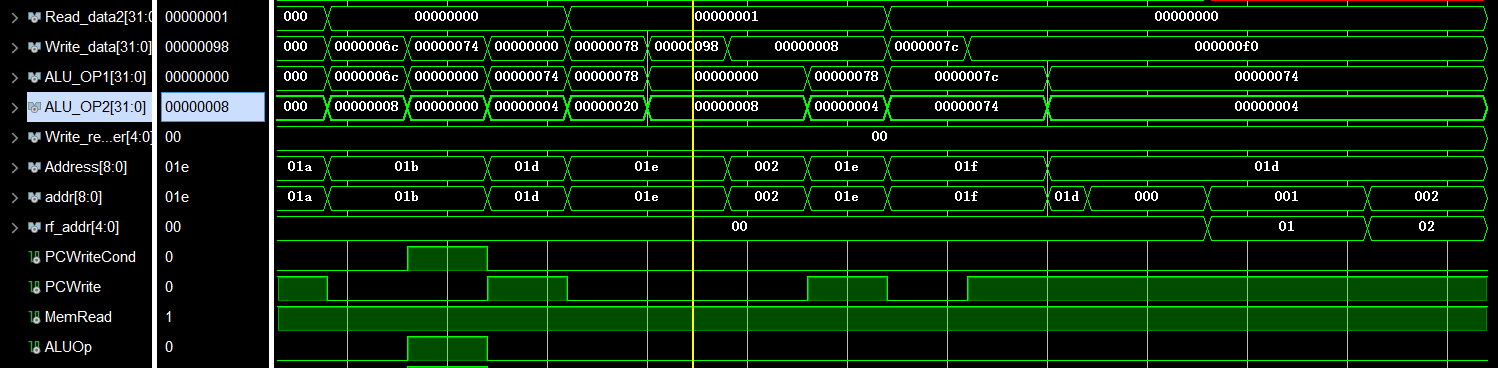 Read_data2[31:0 00000001 000 00000000 00000001 00000000
Write_data[31:0] 00000098 000 0000006c 00000074 00000000 00000078 00000098 00000008 0000007c 000000f0
ALU_OP1[31:0] 00000000 000 0000006c 00000000 00000074 00000078 00000000 00000078 0000007c 00000074
ALU_OP2[31:0] 00000008 000 00000008 00000000 00000004 00000020 00000008 00000004 00000074 00000004
Write_re...er[4:0] 00 00
Address[8:0] 01e 01a 01b 01d 01e 002 01e 01f 01d
addr[8:0] 01e 01a 01b 01d 01e 002 01e 01f 01d 000 001 002
rf_addr[4:0] 00 00 01 02
PCWriteCond 0
PCWrite 0
MemRead 1
ALUOp 0